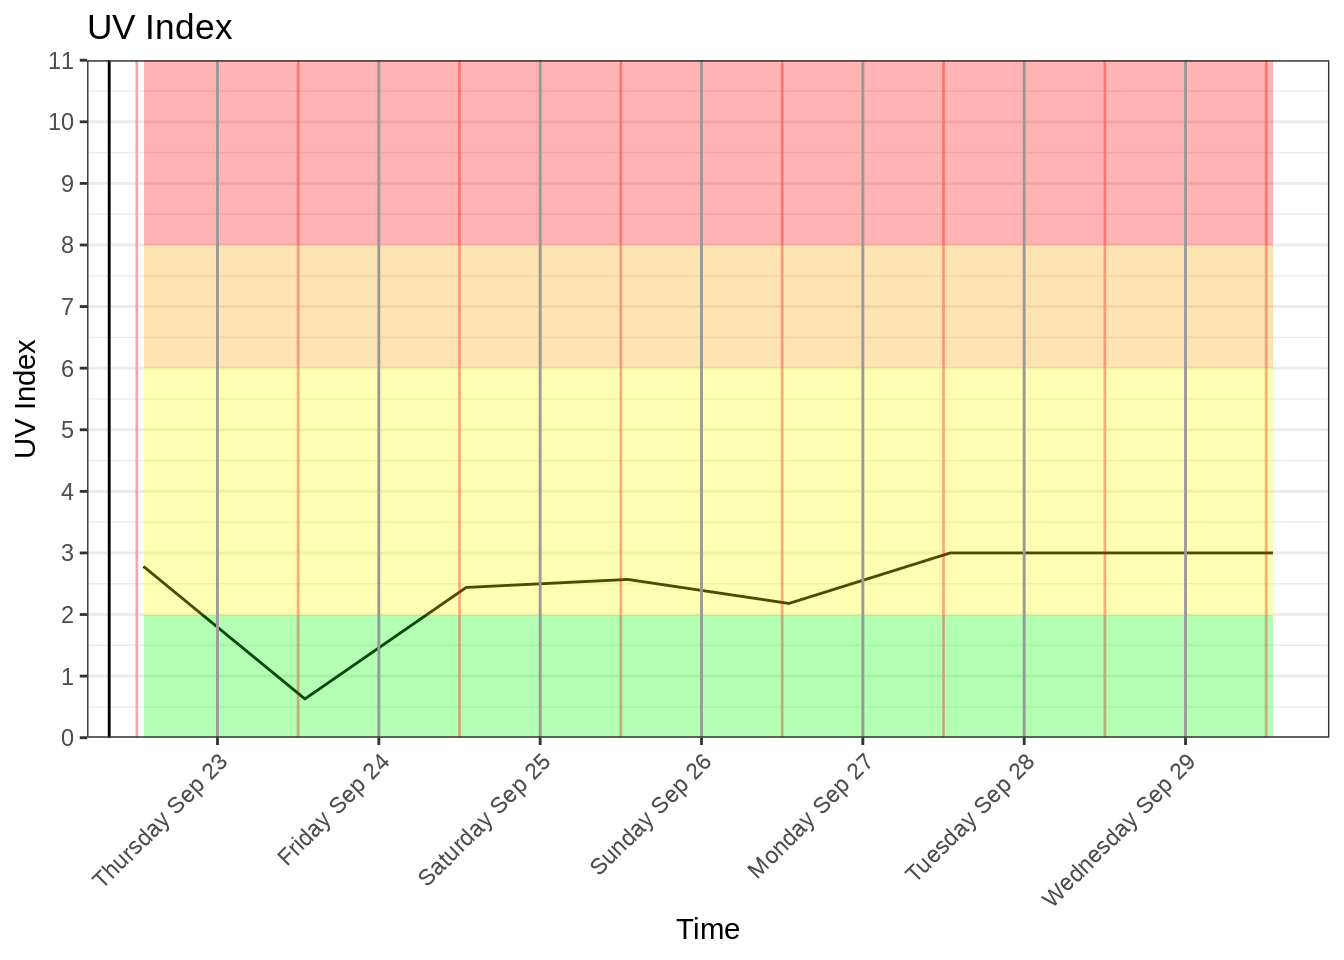 UV Index
11
10
9
8
7
6
5
4
3
2
1
0
UV Index
Thursday Sep 23
Friday Sep 24
Saturday Sep 25
Sunday Sep 26
Monday Sep 27
Tuesday Sep 28
Wednesday Sep 29
Time